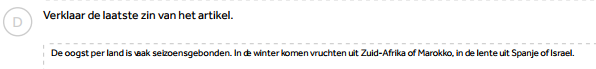 D
Verklaar de laatste zin van het artikel.
De oogst per land is vaak seizoensgebonden. In de winter komen vruchten uit Zuid-Afrika of Marokko, in de lente uit Spanje of Israel.